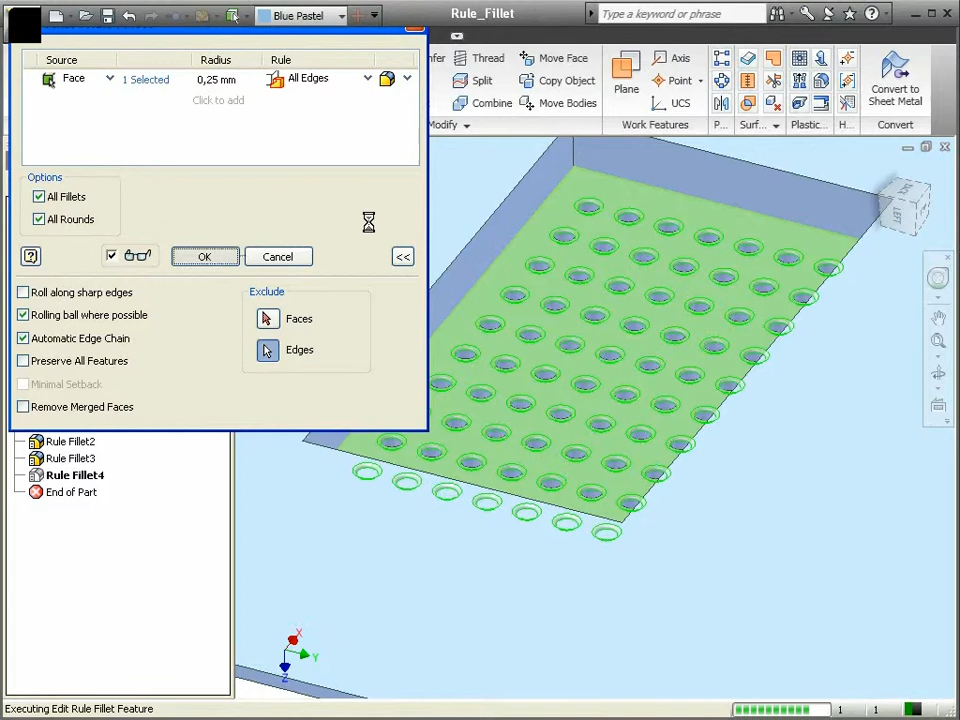 Blue Pastel
Rule_Fillet
Type a keyword or phrase
Source
Radius
Rule
Face
1 Selected
0,25 mm
All Edges
Click to add
Thread
Move Face
Split
Copy Object
Combine
Move Bodies
Plane
Axis
Point
UCS
Convert to
Sheet Metal
Modify
Work Features
P...
Surf...
Plastic...
H...
Convert
Options
All Fillets
All Rounds
OK
Cancel
<<
Roll along sharp edges
Rolling ball where possible
Automatic Edge Chain
Preserve All Features
Minimal Setback
Remove Merged Faces
Exclude
Faces
Edges
Rule Fillet2
Rule Fillet3
Rule Fillet4
End of Part
BACK
LEFT
X
Y
Z
Executing Edit Rule Fillet Feature
1
1